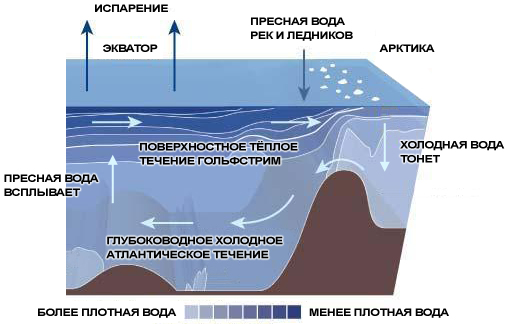 ИСПАРЕНИЕ
ЭКВАТОР
ПРЕСНАЯ ВОДА
РЕК И ЛЕДНИКОВ
АРКТИКА
ПОВЕРХНОСТНОЕ ТЁПЛОЕ
ТЕЧЕНИЕ ГОЛЬФСТРИМ
ХОЛОДНАЯ ВОДА
ТОНЕТ
ПРЕСНАЯ ВОДА
ВСПЛЫВАЕТ
ГЛУБОКОВОДНОЕ ХОЛОДНОЕ
АТЛАНТИЧЕСКОЕ ТЕЧЕНИЕ
БОЛЕЕ ПЛОТНАЯ ВОДА
МЕНЕЕ ПЛОТНАЯ ВОДА